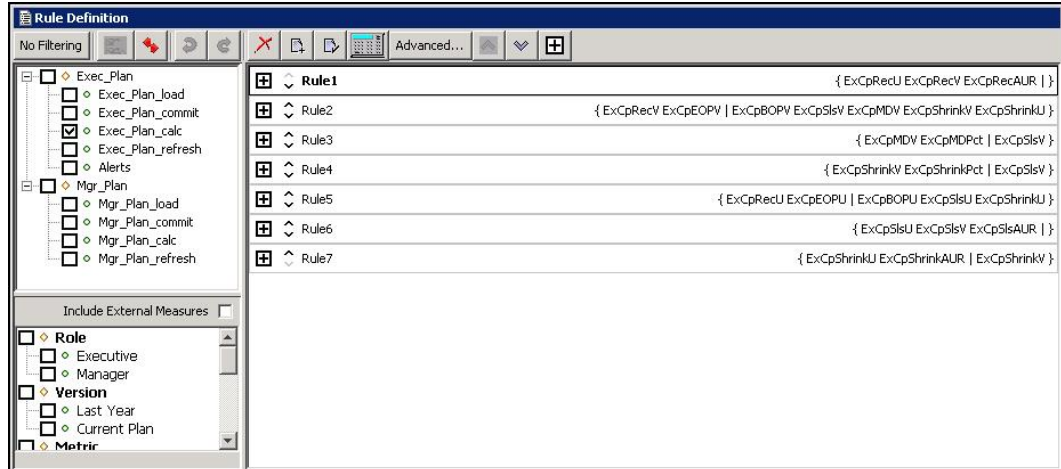 Rule Definition
No Filtering Advanced...
Exec_Plan
Exec_Plan_load
Exec_Plan_commit
Exec_Plan_calc
Exec_Plan_refresh
Alerts
Mgr_Plan
Mgr_Plan_load
Mgr_Plan_commit
Mgr_Plan_calc
Mgr_Plan_refresh
Include External Measures
Role
Executive
Manager
Version
Last Year
Current Plan
Metric
Rule1 { ExCpRecU ExCpRecV ExCpRecAUR | }
Rule2 { ExCpRecV ExCpEOPV | ExCpBOPV ExCpSlsV ExCpMDV ExCpShrinkV ExCpShrinkU }
Rule3 { ExCpMDV ExCpMDPct | ExCpSlsV }
Rule4 { ExCpShrinkV ExCpShrinkPct | ExCpSlsV }
Rule5 { ExCpRecU ExCpEOPU | ExCpBOPU ExCpSlsU ExCpShrinkU }
Rule6 { ExCpSlsU ExCpSlsV ExCpSlsAUR | }
Rule7 { ExCpShrinkU ExCpShrinkAUR | ExCpShrinkV }